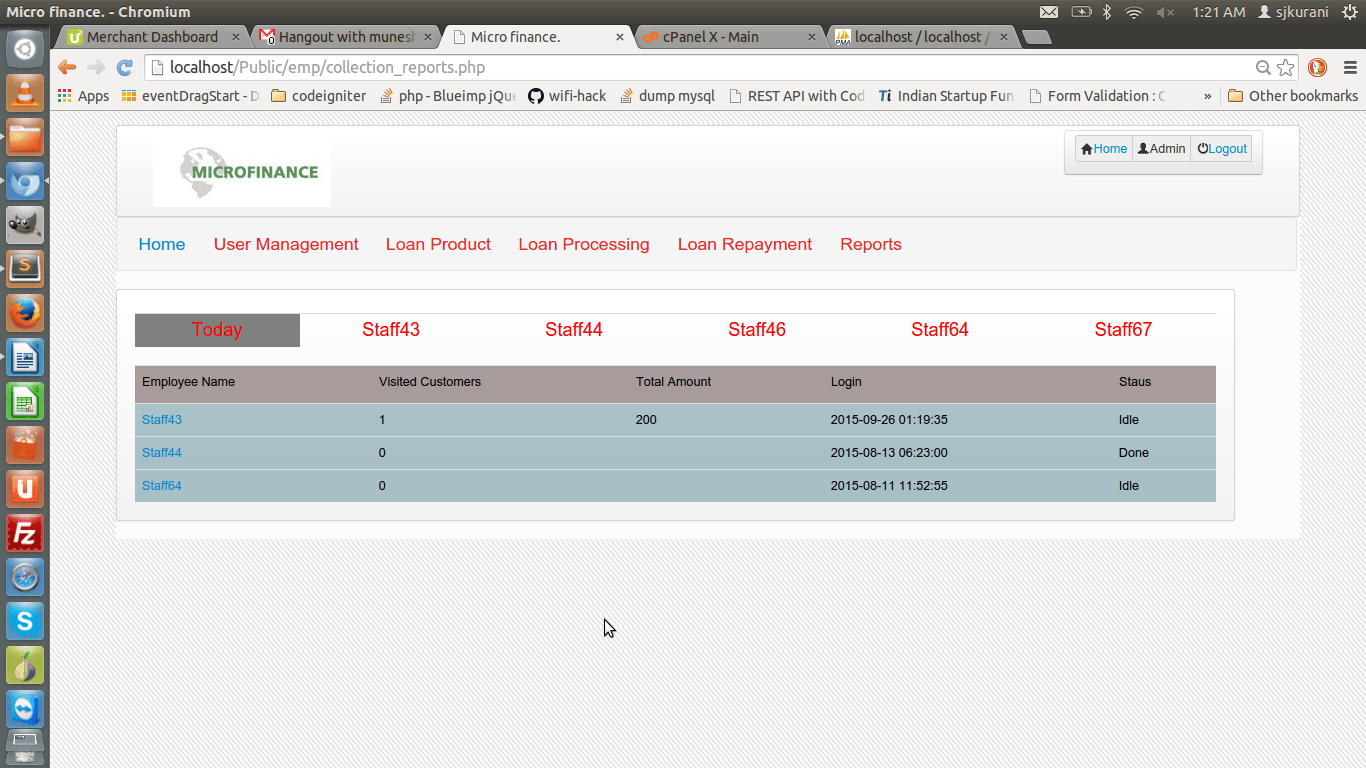 Micro finance. - Chromium
1:21 AM sjkurani
Merchant Dashboard
Hangout with munesh
Micro finance.
cPanel X - Main
localhost / localhost /
localhost/Public/emp/collection_reports.php
Apps eventDragStart - D codeigniter php - Blueimp jQue wifi-hack dump mysql REST API with Cod Indian Startup Fun Form Validation : C » Other bookmarks
MICROFINANCE
Home Admin Logout
Home User Management Loan Product Loan Processing Loan Repayment Reports
Today Staff43 Staff44 Staff46 Staff64 Staff67
Employee Name Visited Customers Total Amount Login Staus
Staff43 1 200 2015-09-26 01:19:35 Idle
Staff44 0 2015-08-13 06:23:00 Done
Staff64 0 2015-08-11 11:52:55 Idle